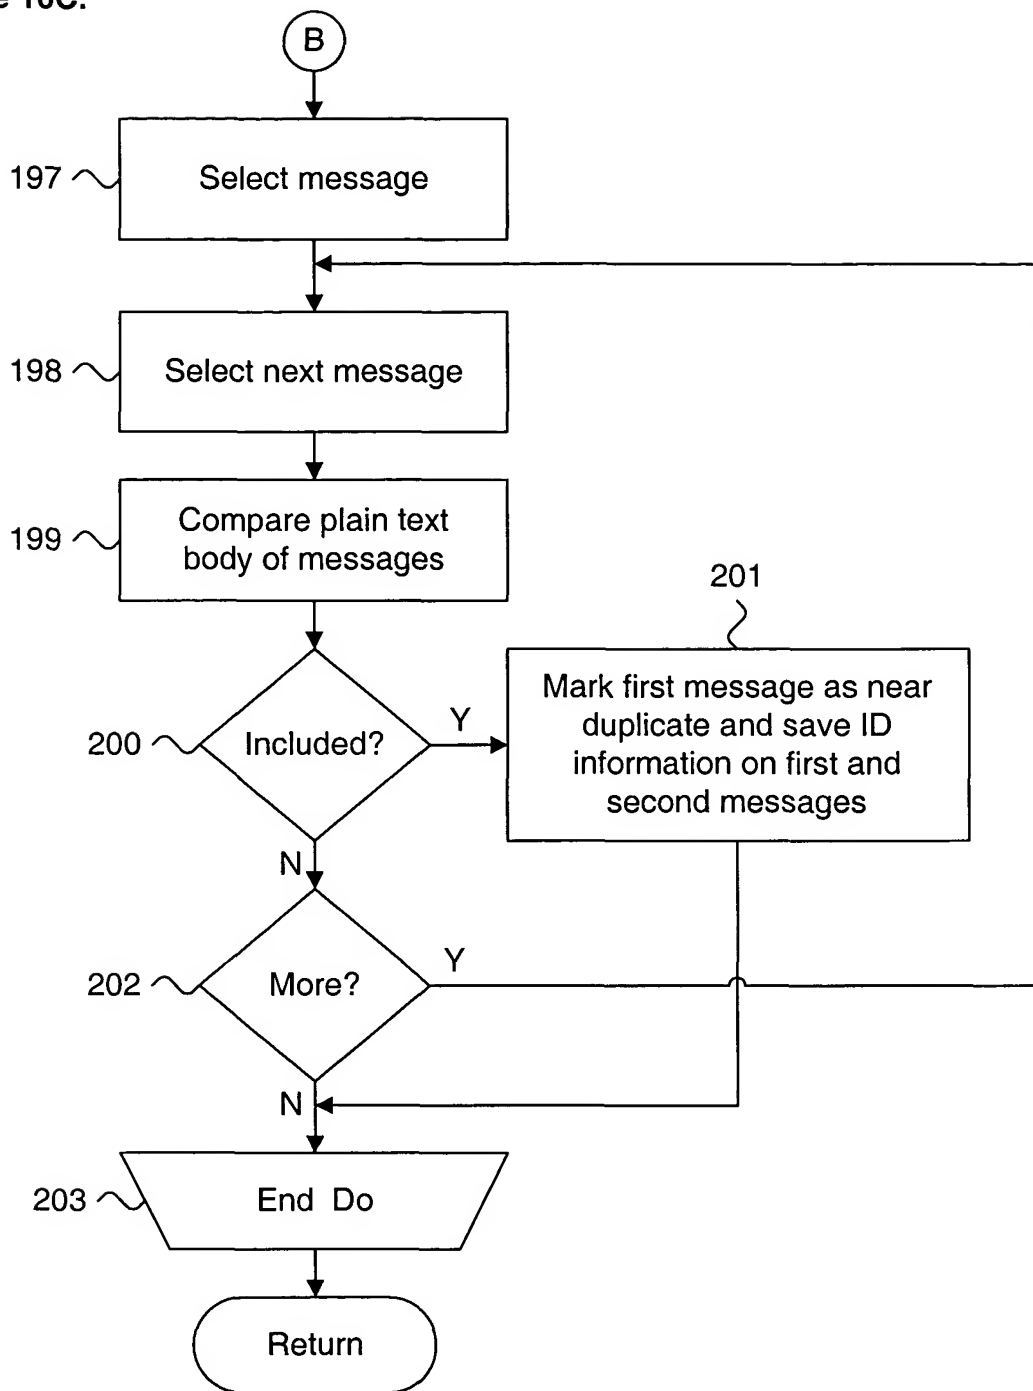 10C.
B
197
Select message
198
Select next message
199
Compare plain text
body of messages
201
Mark first message as near
duplicate and save ID
information on first and
second messages
200
Included?
Y
N
202
More?
Y
N
203
End Do
Return